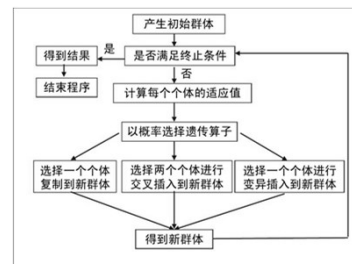 产生初始群体
是否满足终止条件
是
得到结果
结束程序
否
计算每个个体的适应值
以概率选择遗传算子
选择一个个体
复制到新群体
选择两个个体进行
交叉插入到新群体
选择一个个体进行
变异插入到新群体
得到新群体